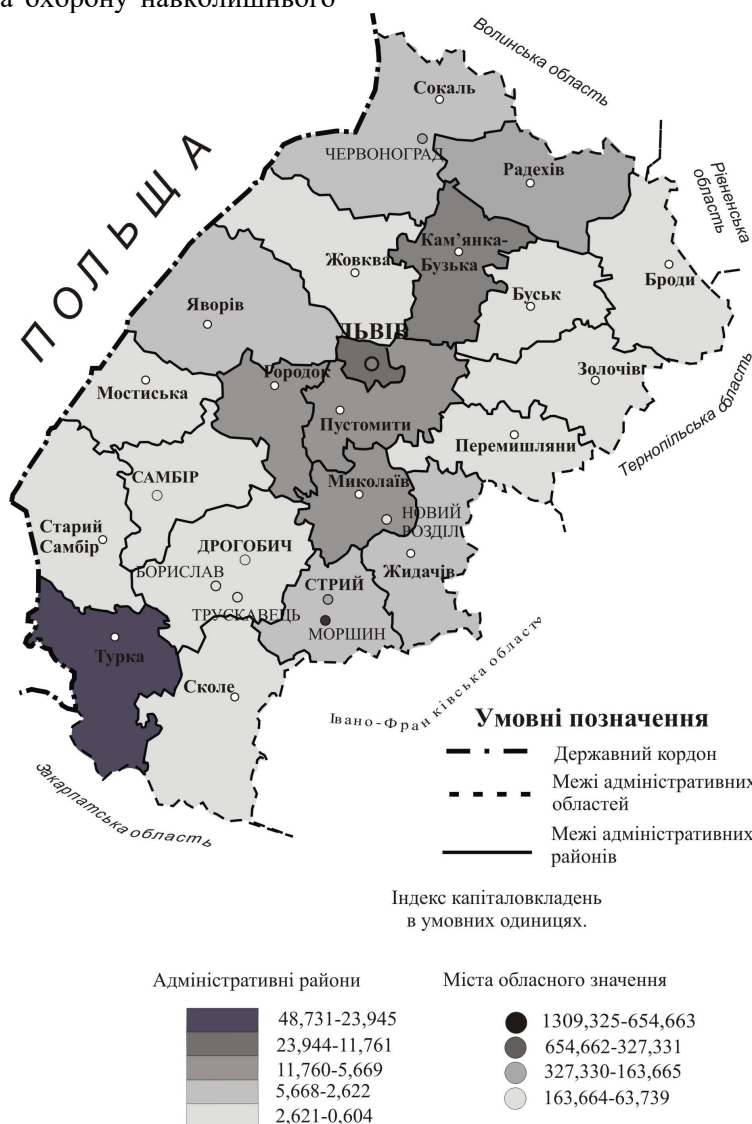 а охорону навколишнього
Волинська область
Сокаль
ЧЕРВОНОГРАД
Радехів
Рівненська
область
ПОЛЬЩА
Кам’янка-
Бузька
Жовква
Броди
Буськ
Яворів
ЛЬВІВ
Золочів
Городок
Мостиська
Пустомити
Перемишляни
Тернопільська область
САМБІР
Миколаїв
НОВИЙ
РОЗДІЛ
Старий
Самбір
ДРОГОБИЧ
БОРИСЛАВ
Жидачів
СТРИЙ
ТРУСКАВЕЦЬ
МОРШИН
Турка
Сколе
Івано-Франківська область
Закарпатська область
Умовні позначення
Державний кордон
Межі адміністративних
областей
Межі адміністративних
районів
Індекс капіталовкладень
в умовних одиницях.
Адміністративні райони
48,731-23,945
23,944-11,761
11,760-5,669
5,668-2,622
2,621-0,604
Міста обласного значення
1309,325-654,663
654,662-327,331
327,330-163,665
163,664-63,739